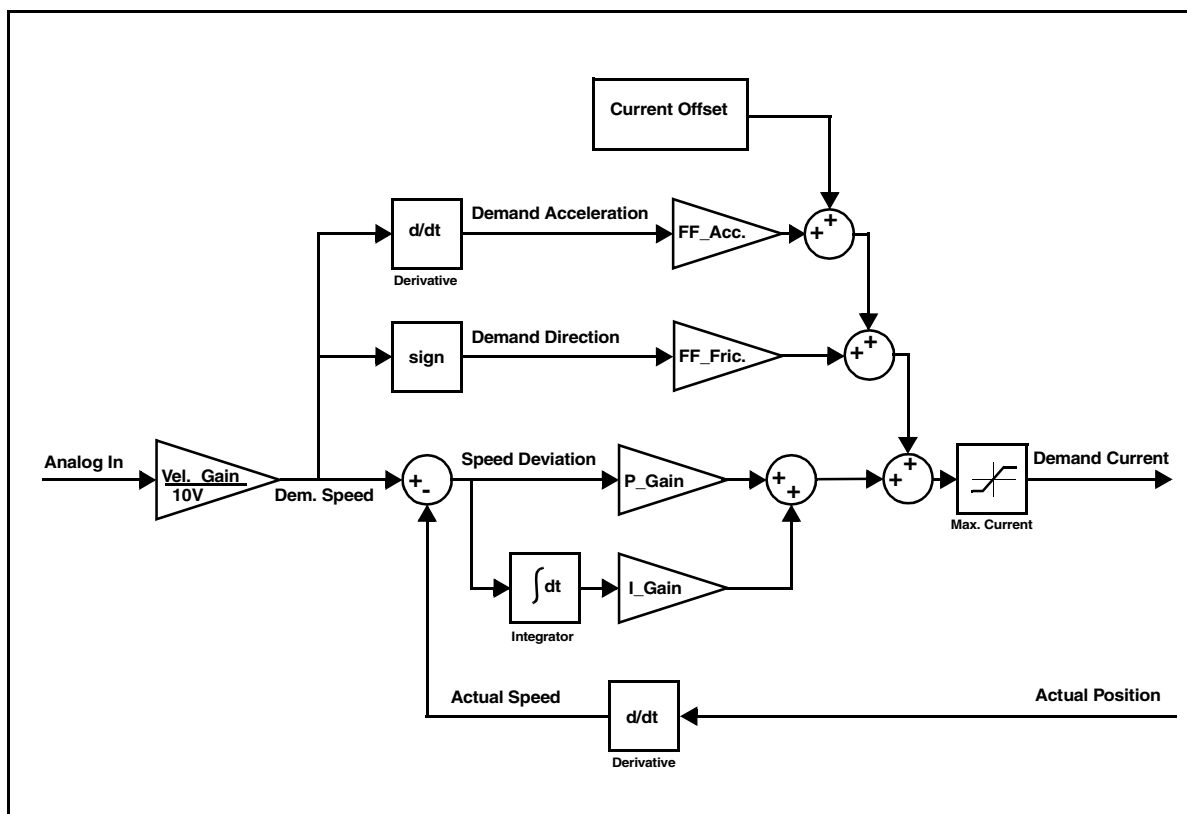 Current Offset
+
+
d/dt
Demand Acceleration
FF_Acc.
Derivative
+
+
sign
Demand Direction
FF_Fric.
Analog In
Vel._Gain
10V
Dem. Speed
+
-
Speed Deviation
P_Gain
+
+
+
+
Demand Current
Max. Current
∫ dt
I_Gain
Integrator
Actual Speed
d/dt
Actual Position
Derivative